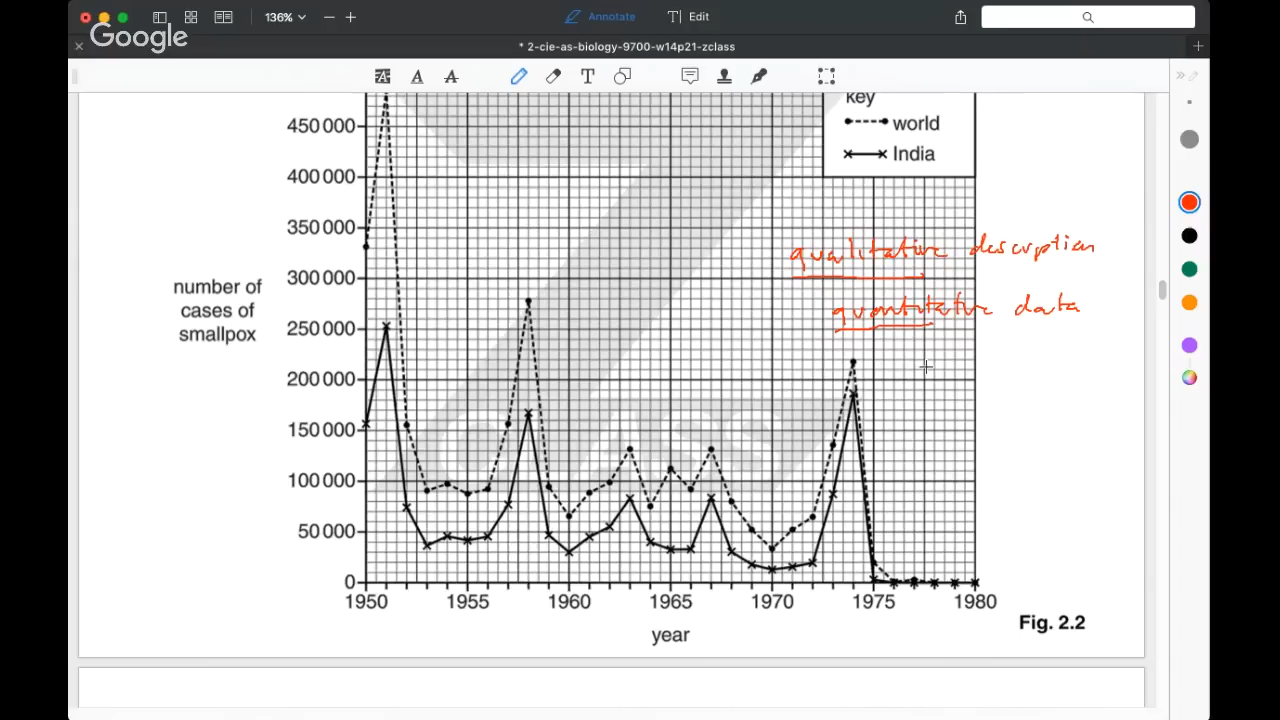 136%
Annotate
Edit
Google
* 2-cie-as-biology-9700-w14p21-zclass
key
world
India
450 000
400 000
350 000
300 000
250 000
200 000
150 000
100 000
50 000
0
number of
cases of
smallpox
qualitative description
quantitative data
1950 1955 1960 1965 1970 1975 1980
year
Fig. 2.2